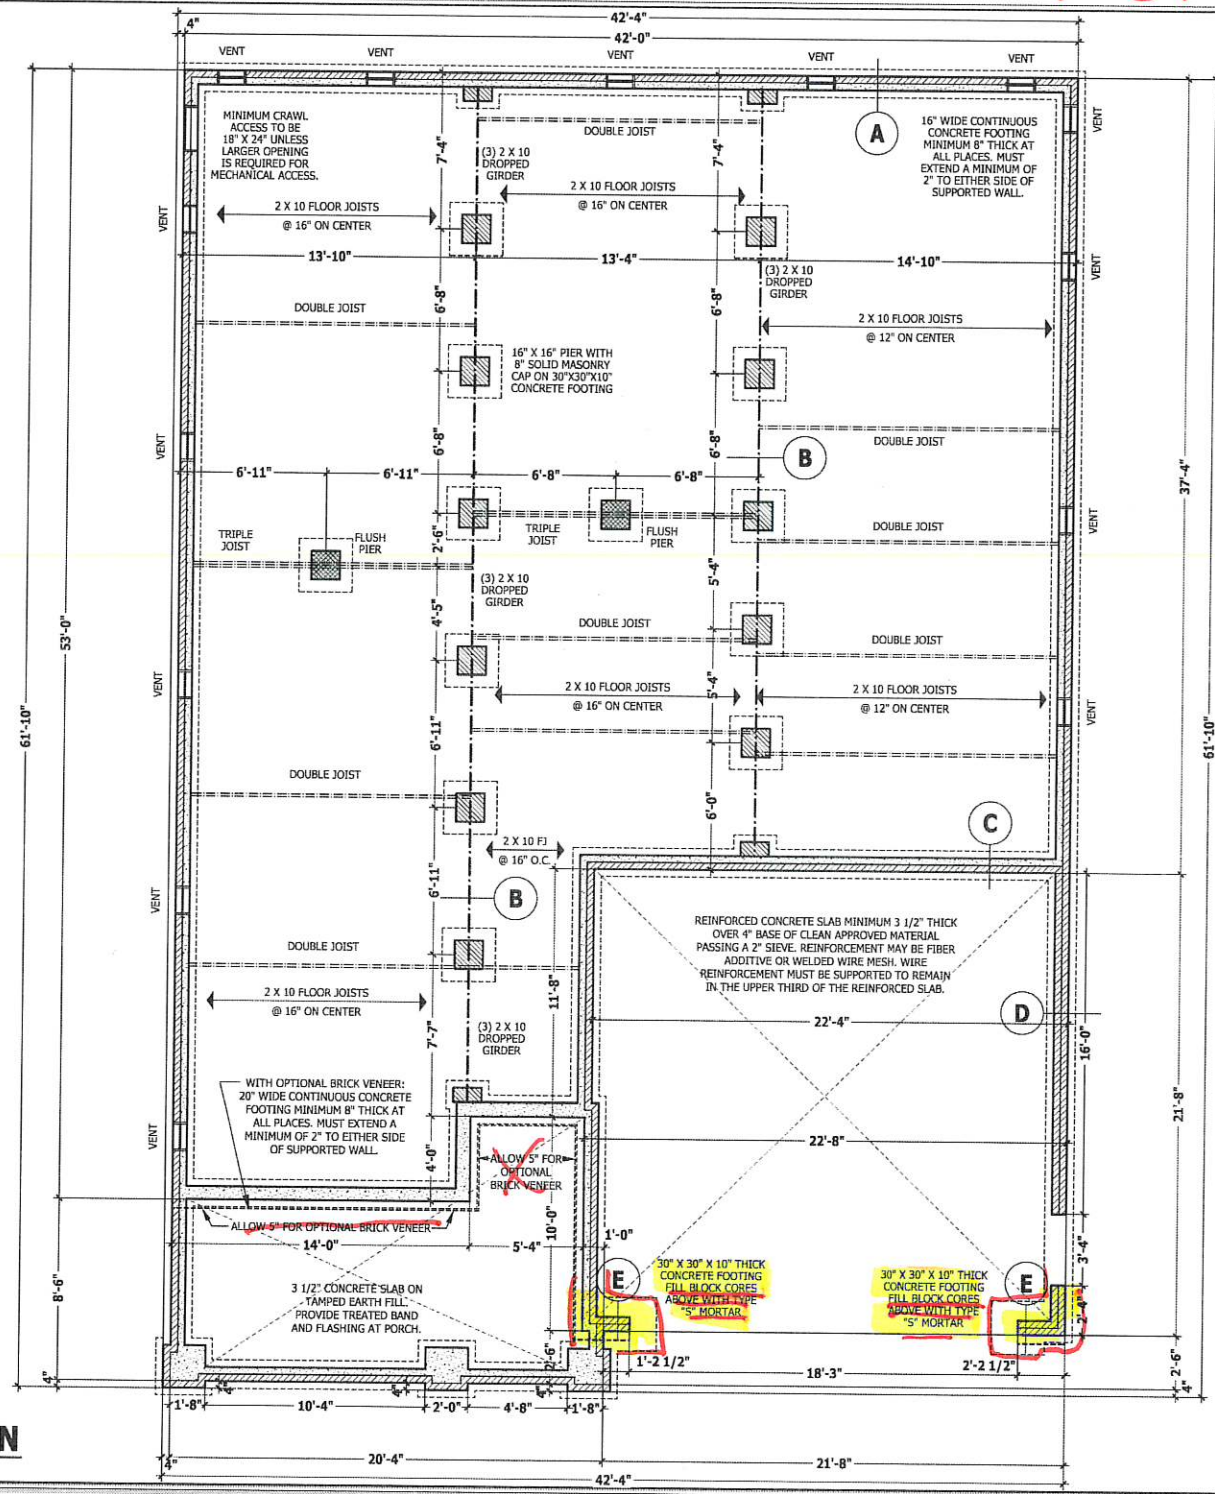 42'-4"
4"
42'-0"
VENT
VENT
VENT
VENT
VENT
MINIMUM CRAWL
ACCESS TO BE
18" X 24" UNLESS
LARGER OPENING
IS REQUIRED FOR
MECHANICAL ACCESS.
7'-4"
(3) 2 X 10
DROPPED
GIRDER
DOUBLE JOIST
7'-4"
A
16" WIDE CONTINUOUS
CONCRETE FOOTING
MINIMUM 8" THICK AT
ALL PLACES. MUST
EXTEND A MINIMUM OF
2" TO EITHER SIDE OF
SUPPORTED WALL.
VENT
2 X 10 FLOOR JOISTS
@ 16" ON CENTER
2 X 10 FLOOR JOISTS
@ 16" ON CENTER
VENT
13'-10"
13'-4"
14'-10"
VENT
(3) 2 X 10
DROPPED
GIRDER
6'-8"
6'-8"
DOUBLE JOIST
2 X 10 FLOOR JOISTS
@ 12" ON CENTER
16" X 16" PIER WITH
8" SOLID MASONRY
CAP ON 30"X30"X10"
CONCRETE FOOTING
VENT
6'-8"
6'-8"
DOUBLE JOIST
B
37'-4"
6'-11"
6'-11"
6'-8"
6'-8"
TRIPLE
JOIST
FLUSH
PIER
2'-6"
TRIPLE
JOIST
FLUSH
PIER
DOUBLE JOIST
VENT
5'-4"
(3) 2 X 10
DROPPED
GIRDER
53'-0"
4'-5"
DOUBLE JOIST
DOUBLE JOIST
VENT
61'-10"
2 X 10 FLOOR JOISTS
@ 16" ON CENTER
5'-4"
2 X 10 FLOOR JOISTS
@ 12" ON CENTER
VENT
6'-11"
61'-10"
DOUBLE JOIST
6'-0"
C
2 X 10 FJ
@ 16" O.C.
VENT
6'-11"
B
REINFORCED CONCRETE SLAB MINIMUM 3 1/2" THICK
OVER 4" BASE OF CLEAN APPROVED MATERIAL
PASSING A 2" SIEVE. REINFORCEMENT MAY BE FIBER
ADDITIVE OR WELDED WIRE MESH. WIRE
REINFORCEMENT MUST BE SUPPORTED TO REMAIN
IN THE UPPER THIRD OF THE REINFORCED SLAB.
DOUBLE JOIST
11'-8"
2 X 10 FLOOR JOISTS
@ 16" ON CENTER
D
22'-4"
(3) 2 X 10
DROPPED
GIRDER
7'-7"
16'-0"
21'-8"
WITH OPTIONAL BRICK VENEER:
20" WIDE CONTINUOUS CONCRETE
FOOTING MINIMUM 8" THICK AT
ALL PLACES. MUST EXTEND A
MINIMUM OF 2" TO EITHER SIDE
OF SUPPORTED WALL.
VENT
22'-8"
4'-0"
ALLOW 5" FOR
OPTIONAL
BRICK VENEER
ALLOW 5" FOR OPTIONAL BRICK VENEER
10'-0"
14'-0"
5'-4"
1'-0"
3'-4"
8'-6"
3 1/2" CONCRETE SLAB ON
TAMPED EARTH FILL.
PROVIDE TREATED BAND
AND FLASHING AT PORCH.
E
30" X 30" X 10" THICK
CONCRETE FOOTING
FILL BLOCK CORES
ABOVE WITH TYPE
"S" MORTAR
30" X 30" X 10" THICK
CONCRETE FOOTING
FILL BLOCK CORES
ABOVE WITH TYPE
"S" MORTAR
E
2'-4"
2'-6"
1'-2 1/2"
18'-3"
2'-2 1/2"
2'-6"
4"
4"
4"
4"
4"
1'-8"
10'-4"
2'-0"
4'-8"
1'-8"
N
4"
20'-4"
21'-8"
42'-4"